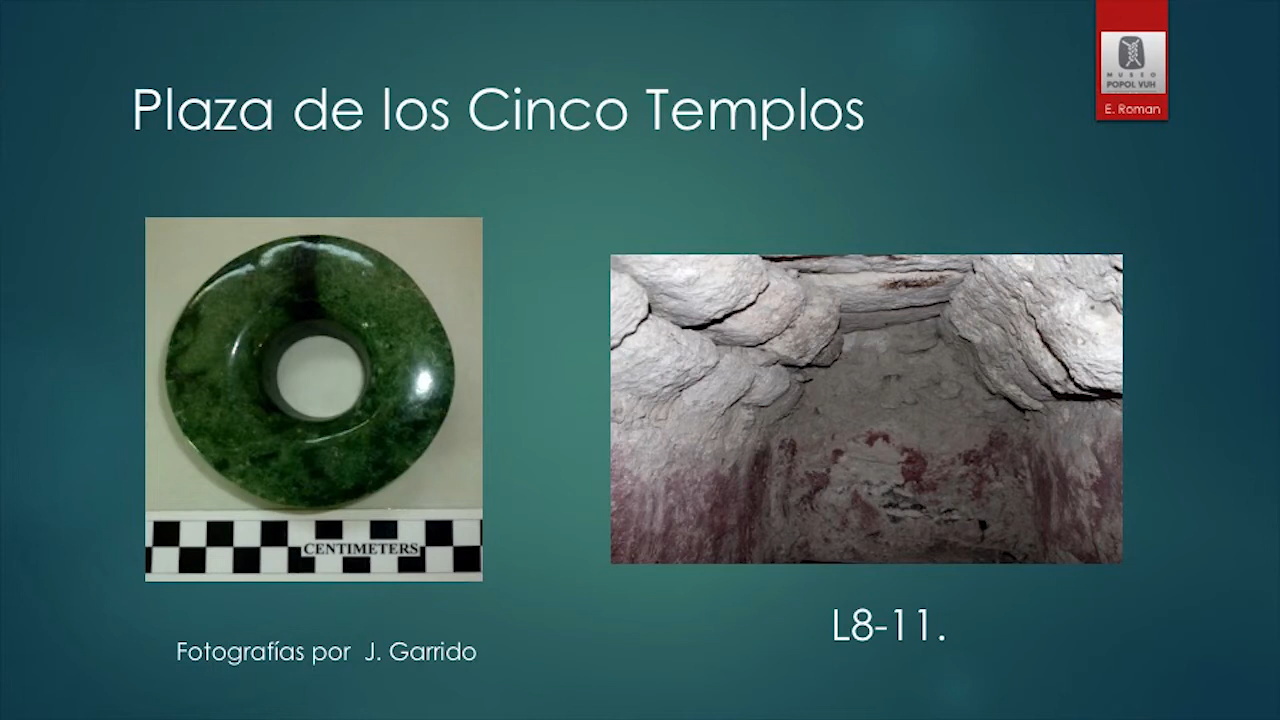 Plaza de los Cinco Templos
MUSEO
POPOL VUH
E. Roman
CENTIMETERS
Fotografías por J. Garrido
L8-11.